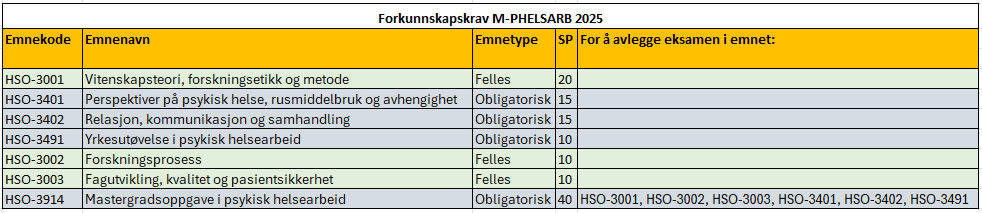 Forkunnskapskrav M-PHELSARB 2025
Emnekode Emnenavn Emnetype SP For å avlegge eksamen i emnet:
HSO-3001 Vitenskapsteori, forskningsetikk og metode Felles 20
HSO-3401 Perspektiver på psykisk helse, rusmiddelbruk og avhengighet Obligatorisk 15
HSO-3402 Relasjon, kommunikasjon og samhandling Obligatorisk 15
HSO-3491 Yrkesutøvelse i psykisk helsearbeid Obligatorisk 10
HSO-3002 Forskningsprosess Felles 10
HSO-3003 Fagutvikling, kvalitet og pasientsikkerhet Felles 10
HSO-3914 Mastergradsoppgave i psykisk helsearbeid Obligatorisk 40 HSO-3001, HSO-3002, HSO-3003, HSO-3401, HSO-3402, HSO-3491